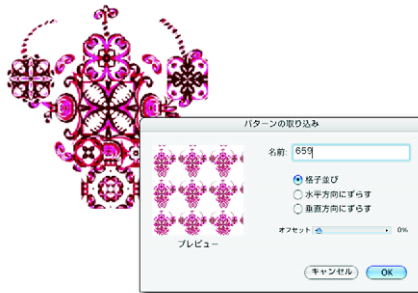 パターンの取り込み
名前: 659
格子並び
水平方向にずらす
垂直方向にずらす
オフセット 0%
プレビュー
キャンセル OK